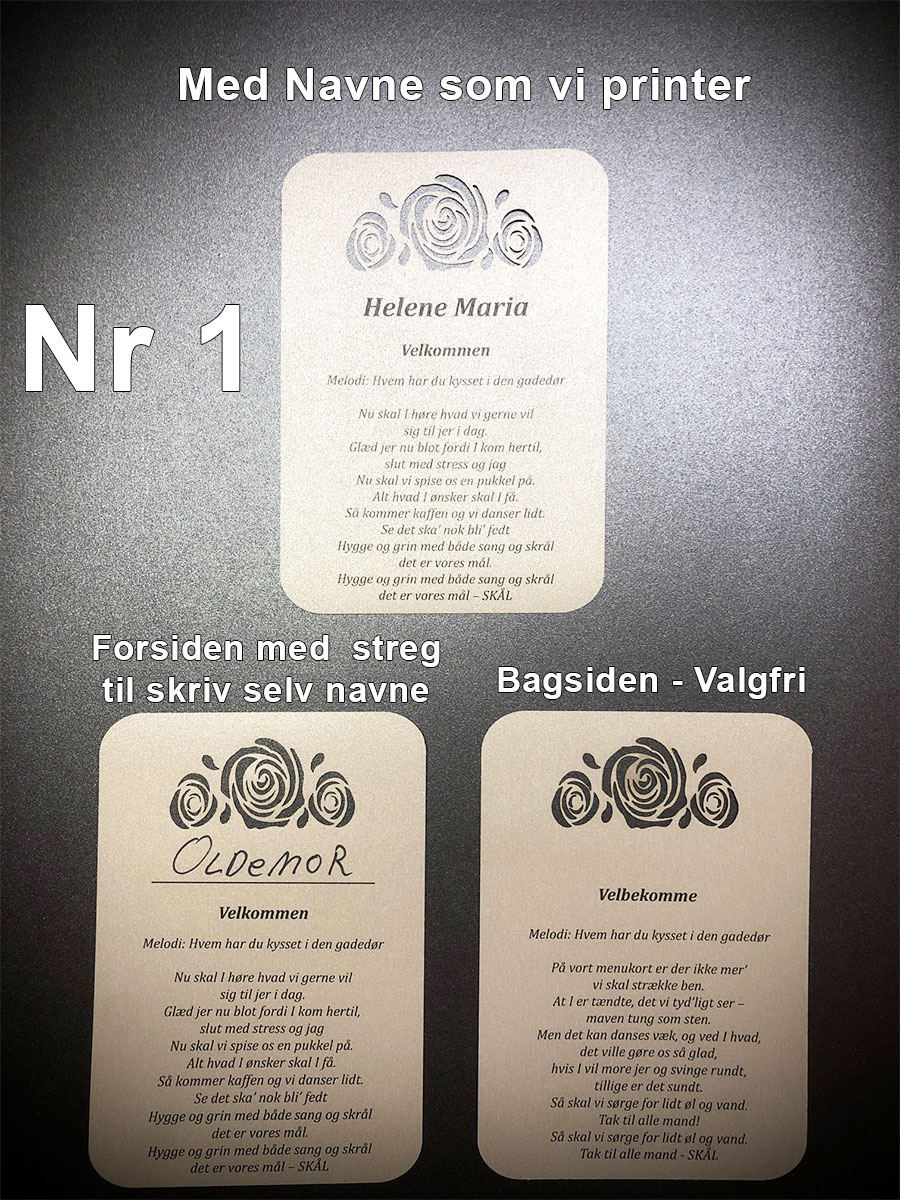 Med Navne som vi printer
Nr 1
Helene Maria
Velkommen
Melodi: Hvem har du kysset i den gadedør
Nu skal I høre hvad vi gerne vil
sig til jer i dag.
Glæd jer nu blot fordi I kom hertil,
slut med stress og jag
Nu skal vi spise os en pukkel på.
Alt hvad I ønsker skal I få.
Så kommer kaffen og vi danser lidt.
Se det ska' nok bli' fedt
Hygge og grin med både sang og skrål
det er vores mål.
Hygge og grin med både sang og skrål
det er vores mål – SKÅL
Forsiden med streg
til skriv selv navne
OLDeMOR
Velkommen
Melodi: Hvem har du kysset i den gadedør
Nu skal I høre hvad vi gerne vil
sig til jer i dag.
Glæd jer nu blot fordi I kom hertil,
slut med stress og jag
Nu skal vi spise os en pukkel på.
Alt hvad I ønsker skal I få.
Så kommer kaffen og vi danser lidt.
Se det ska' nok bli' fedt
Hygge og grin med både sang og skrål
det er vores mål.
Hygge og grin med både sang og skrål
det er vores mål – SKÅL
Bagsiden - Valgfri
Velbekomme
Melodi: Hvem har du kysset i den gadedør
På vort menukort er der ikke mer'
vi skal strække ben.
At I er tændte, det vi tyd'ligt ser –
maven tung som sten.
Men det kan danses væk, og ved I hvad,
det ville gøre os så glad,
hvis I vil more jer og svinge rundt,
tillige er det sundt.
Så skal vi sørge for lidt øl og vand.
Tak til alle mand!
Så skal vi sørge for lidt øl og vand.
Tak til alle mand - SKÅL